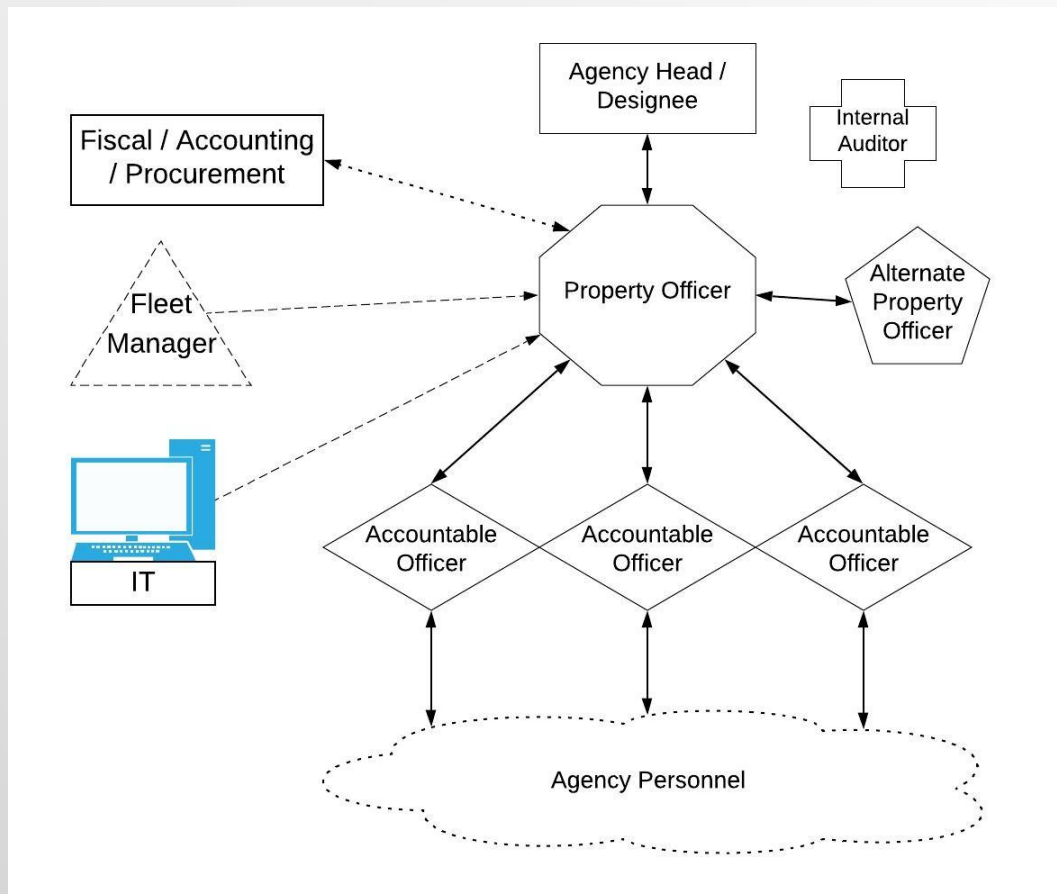 Agency Head /
Designee
Internal
Auditor
Fiscal / Accounting
/ Procurement
Property Officer
Alternate
Property
Officer
Fleet
Manager
IT
Accountable
Officer
Accountable
Officer
Accountable
Officer
Agency Personnel